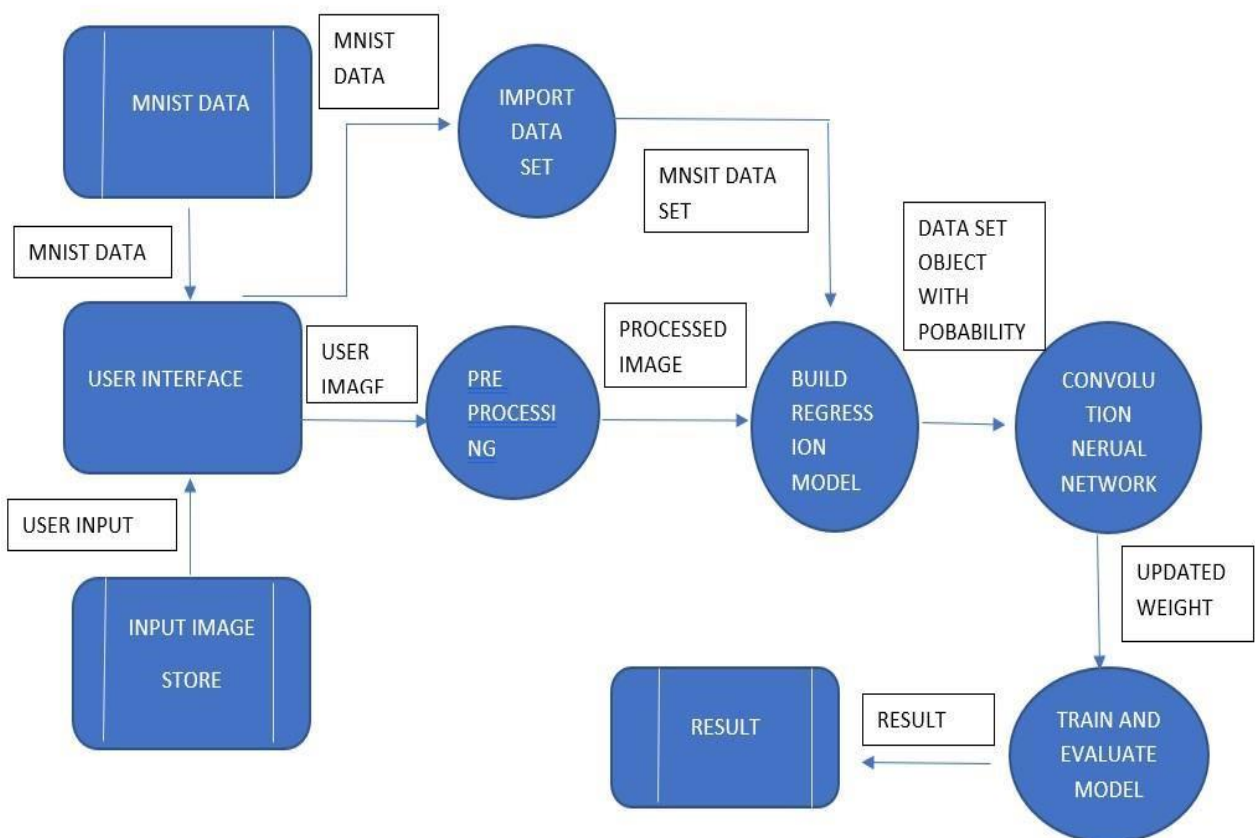 MNIST DATA
MNIST
DATA
IMPORT
DATA
SET
MNSIT DATA
SET
MNIST DATA
DATA SET
OBJECT
WITH
POBABILITY
USER INTERFACE
USER
IMAGE
PRE
PROCESSI
NG
PROCESSED
IMAGE
BUILD
REGRESS
ION
MODEL
CONVOLU
TION
NERUAL
NETWORK
USER INPUT
INPUT IMAGE
STORE
UPDATED
WEIGHT
TRAIN AND
EVALUATE
MODEL
RESULT
RESULT